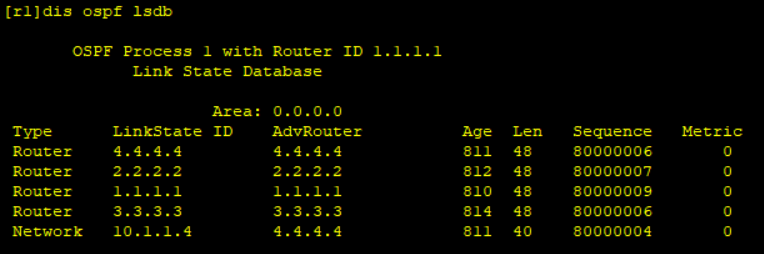 [r1]dis ospf lsdb
OSPF Process 1 with Router ID 1.1.1.1
Link State Database
Area: 0.0.0.0
Type LinkState ID AdvRouter Age Len Sequence Metric
Router 4.4.4.4 4.4.4.4 811 48 80000006 0
Router 2.2.2.2 2.2.2.2 812 48 80000007 0
Router 1.1.1.1 1.1.1.1 810 48 80000009 0
Router 3.3.3.3 3.3.3.3 814 48 80000006 0
Network 10.1.1.4 4.4.4.4 811 40 80000004 0